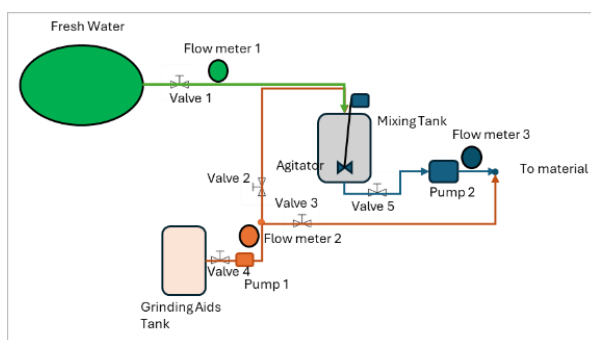 Fresh Water
Flow meter 1
Valve 1
Mixing Tank
Flow meter 3
Agitator
To material
Valve 2
Pump 2
Valve 3
Valve 5
Flow meter 2
Valve 4
Pump 1
Grinding Aids
Tank